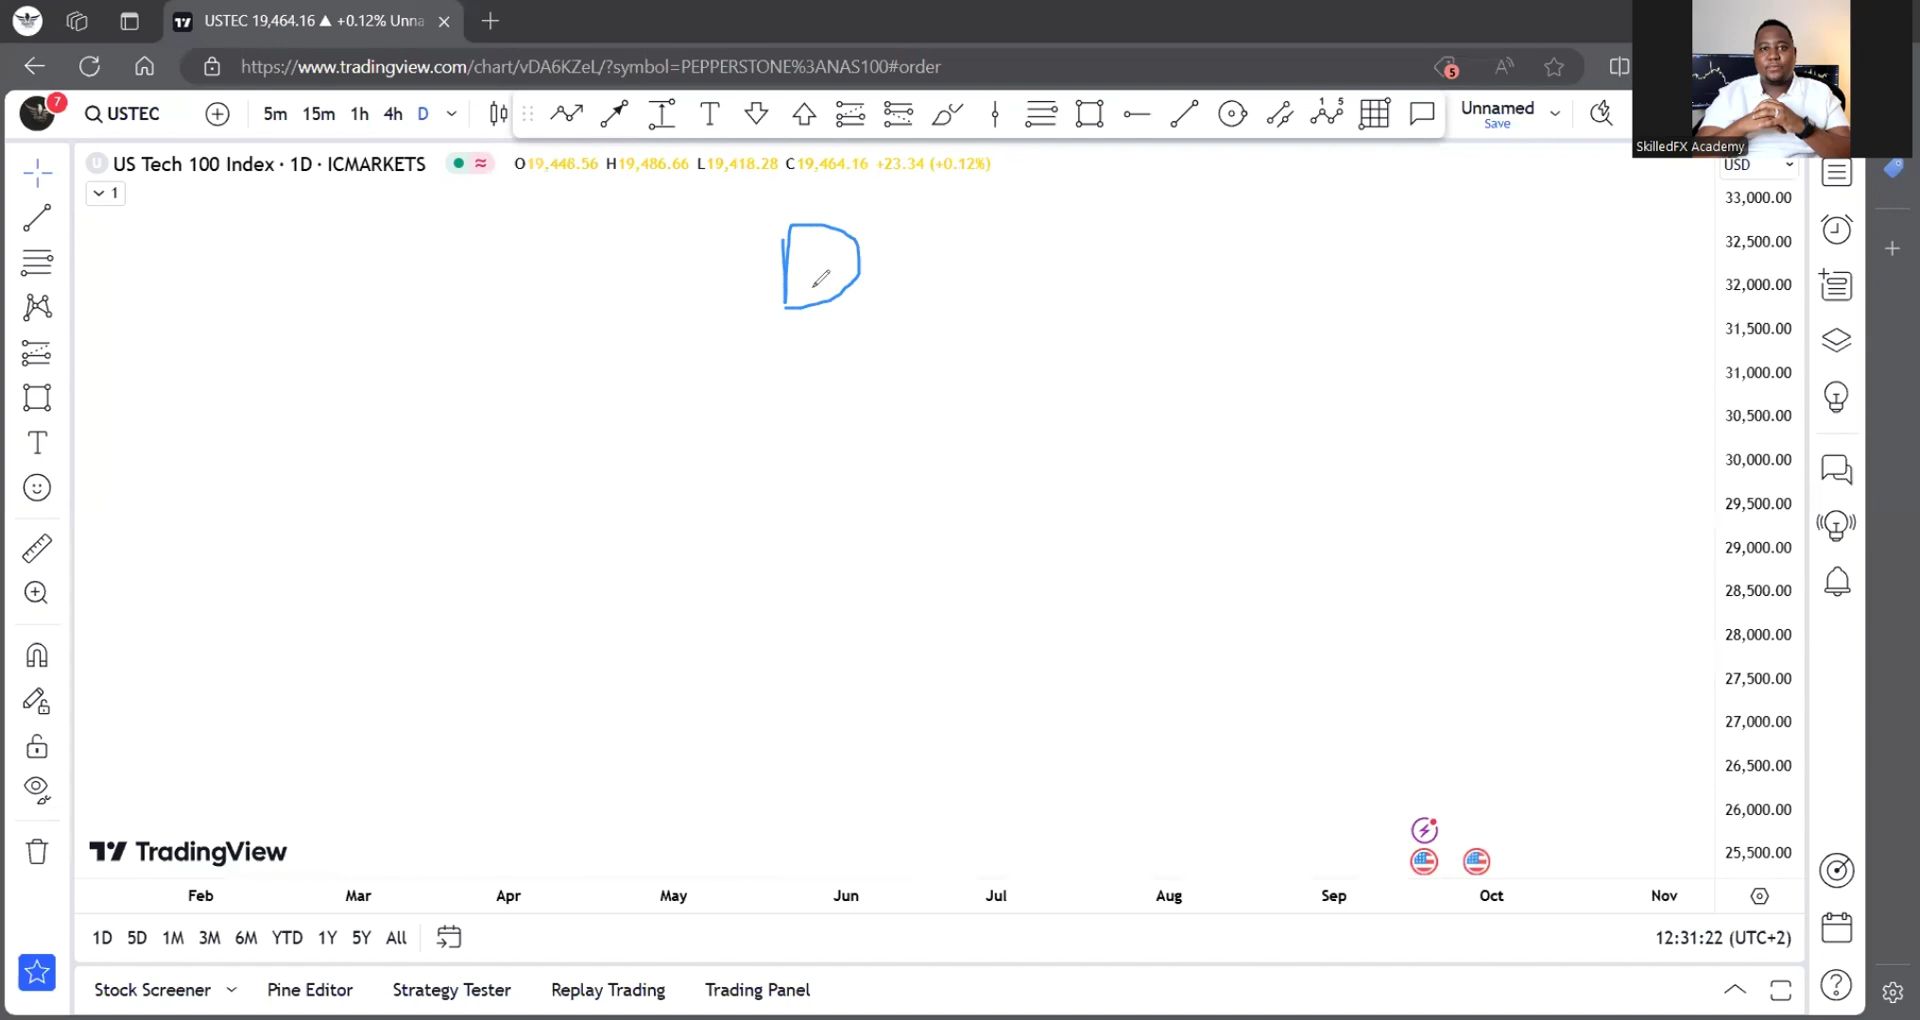 USTEC 19,464.16 ▲ +0.12% Unna
https://www.tradingview.com/chart/vDA6KZeL/?symbol=PEPPERSTONE%3ANAS100#order
5
7
USTEC
5m 15m 1h 4h D
T
1 5
Unnamed
Save
SkilledFX Academy
U US Tech 100 Index · 1D · ICMARKETS
O19,448.56 H19,486.66 L19,418.28 C19,464.16 +23.34 (+0.12%)
USD
1
D
33,000.00
32,500.00
32,000.00
31,500.00
31,000.00
30,500.00
30,000.00
29,500.00
29,000.00
28,500.00
28,000.00
27,500.00
27,000.00
26,500.00
26,000.00
25,500.00
TradingView
Feb Mar Apr May Jun Jul Aug Sep Oct Nov
1D 5D 1M 3M 6M YTD 1Y 5Y All
12:31:22 (UTC+2)
Stock Screener Pine Editor Strategy Tester Replay Trading Trading Panel